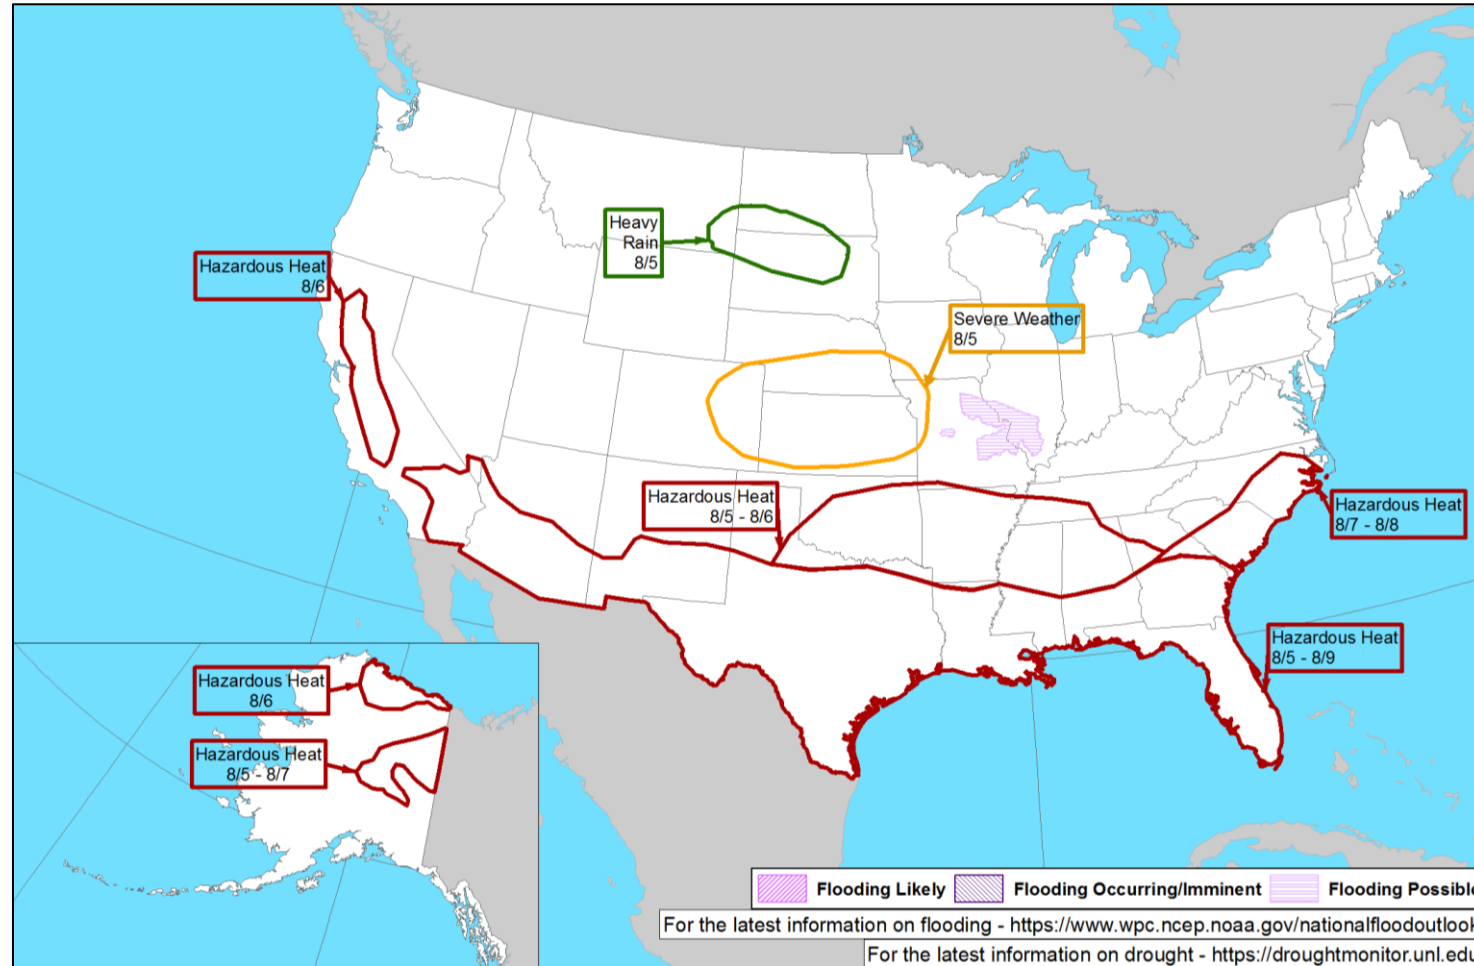 Heavy
Rain
8/5
Hazardous Heat
8/6
Severe Weather
8/5
Hazardous Heat
8/5 - 8/6
Hazardous Heat
8/7 - 8/8
Hazardous Heat
8/5 - 8/9
Hazardous Heat
8/6
Hazardous Heat
8/5 - 8/7
Flooding Likely
Flooding Occurring/Imminent
Flooding Possible
For the latest information on flooding - https://www.wpc.ncep.noaa.gov/nationalfloodoutlook
For the latest information on drought - https://droughtmonitor.unl.edu